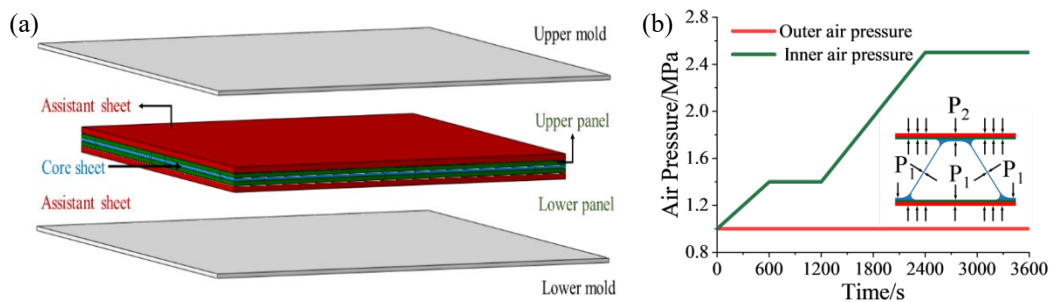 (a)
Upper mold
Assistant sheet
Upper panel
Core sheet
Assistant sheet
Lower panel
Lower mold
(b)
Air Pressure/MPa
2.8
2.4
2.0
1.6
1.2
0.8
Outer air pressure
Inner air pressure
P2
P1
P1
P1
0 600 1200 1800 2400 3000 3600
Time/s